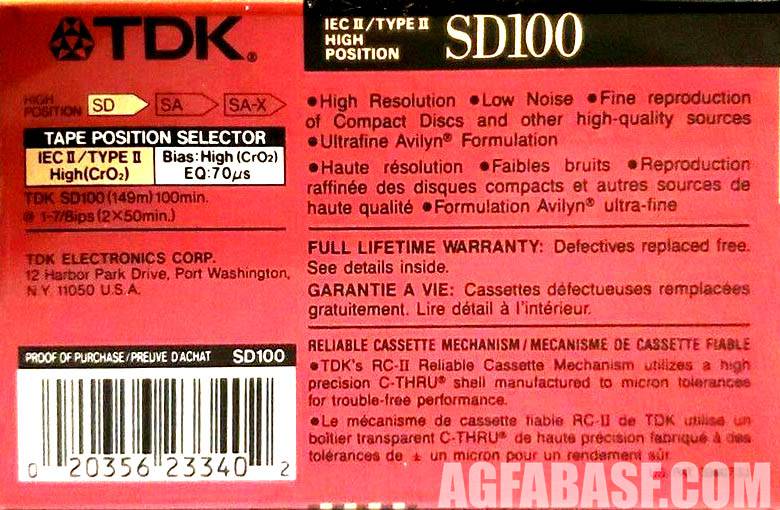 TDK®
IEC II/TYPE II
HIGH
POSITION
SD100
HIGH
POSITION
SD
SA
SA-X
TAPE POSITION SELECTOR
IEC II/TYPE II
High(CrO₂)
Bias: High (CrO₂)
EQ:70µs
TDK SD100(149m)100min.
@ 1-7/8ips(2×50min.)
TDK ELECTRONICS CORP.
12 Harbor Park Drive, Port Washington,
N.Y. 11050 U.S.A.
PROOF OF PURCHASE/PREUVE D'ACHAT SD100
0 20356 23340 2
●High Resolution ●Low Noise ●Fine reproduction
of Compact Discs and other high-quality sources
●Ultrafine Avilyn® Formulation
●Haute résolution ●Faibles bruits ●Reproduction
raffinée des disques compacts et autres sources de
haute qualité ●Formulation Avilyn® ultra-fine
FULL LIFETIME WARRANTY: Defectives replaced free.
See details inside.
GARANTIE A VIE: Cassettes défectueuses remplacées
gratuitement. Lire détail à l'intérieur.
RELIABLE CASSETTE MECHANISM/MECANISME DE CASSETTE FIABLE
●TDK's RC-II Reliable Cassette Mechanism utilizes a high
precision C-THRU® shell manufactured to micron tolerances
for trouble-free performance.
●Le mécanisme de cassette fiable RC-II de TDK utilise un
boîtier transparent C-THRU® de haute précision fabriqué à des
tolérances de ± un micron pour un rendement sûr.
AGFABASE.COM